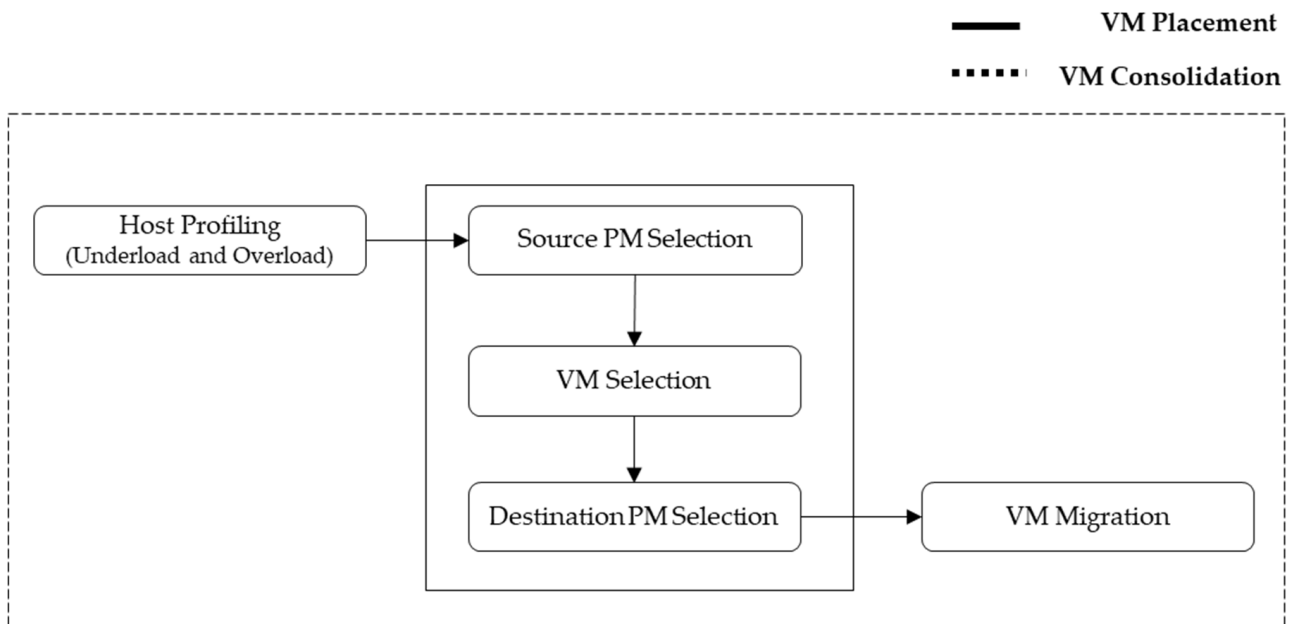 VM Placement
VM Consolidation
Host Profiling
(Underload and Overload)
Source PM Selection
VM Selection
Destination PM Selection
VM Migration